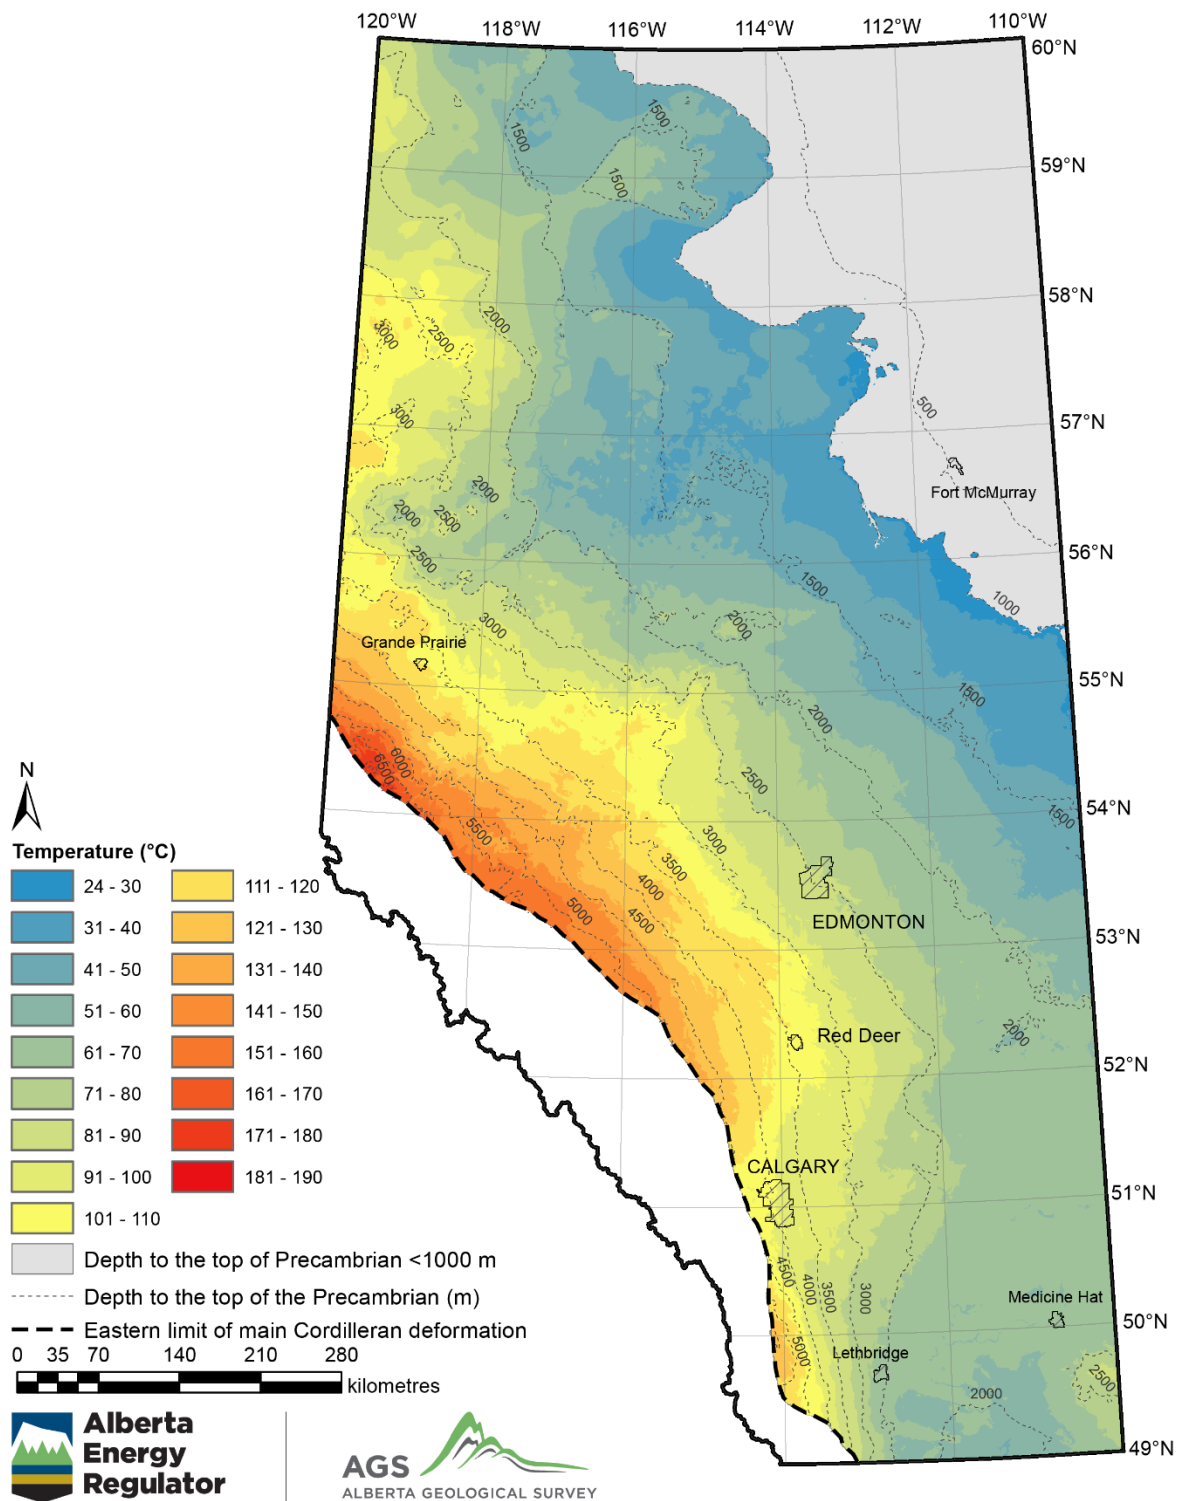 120°W
118°W
116°W
114°W
112°W
110°W
60°N
1500
1500
1500
59°N
58°N
2000
3000
2500
3000
500
57°N
Fort McMurray
2000
2000
2500
2500
56°N
1500
1000
3000
2000
Grande Prairie
55°N
1500
2000
6000
6500
2500
54°N
1500
5500
3000
3500
4000
5000
4500
EDMONTON
53°N
2000
Red Deer
52°N
CALGARY
51°N
4500
4000
3500
3000
Medicine Hat
50°N
5000
Lethbridge
2500
2000
49°N
N
Temperature (°C)
24 - 30
31 - 40
41 - 50
51 - 60
61 - 70
71 - 80
81 - 90
91 - 100
101 - 110
111 - 120
121 - 130
131 - 140
141 - 150
151 - 160
161 - 170
171 - 180
181 - 190
Depth to the top of Precambrian <1000 m
Depth to the top of the Precambrian (m)
Eastern limit of main Cordilleran deformation
0 35 70 140 210 280
kilometres
Alberta
Energy
Regulator
AGS
ALBERTA GEOLOGICAL SURVEY